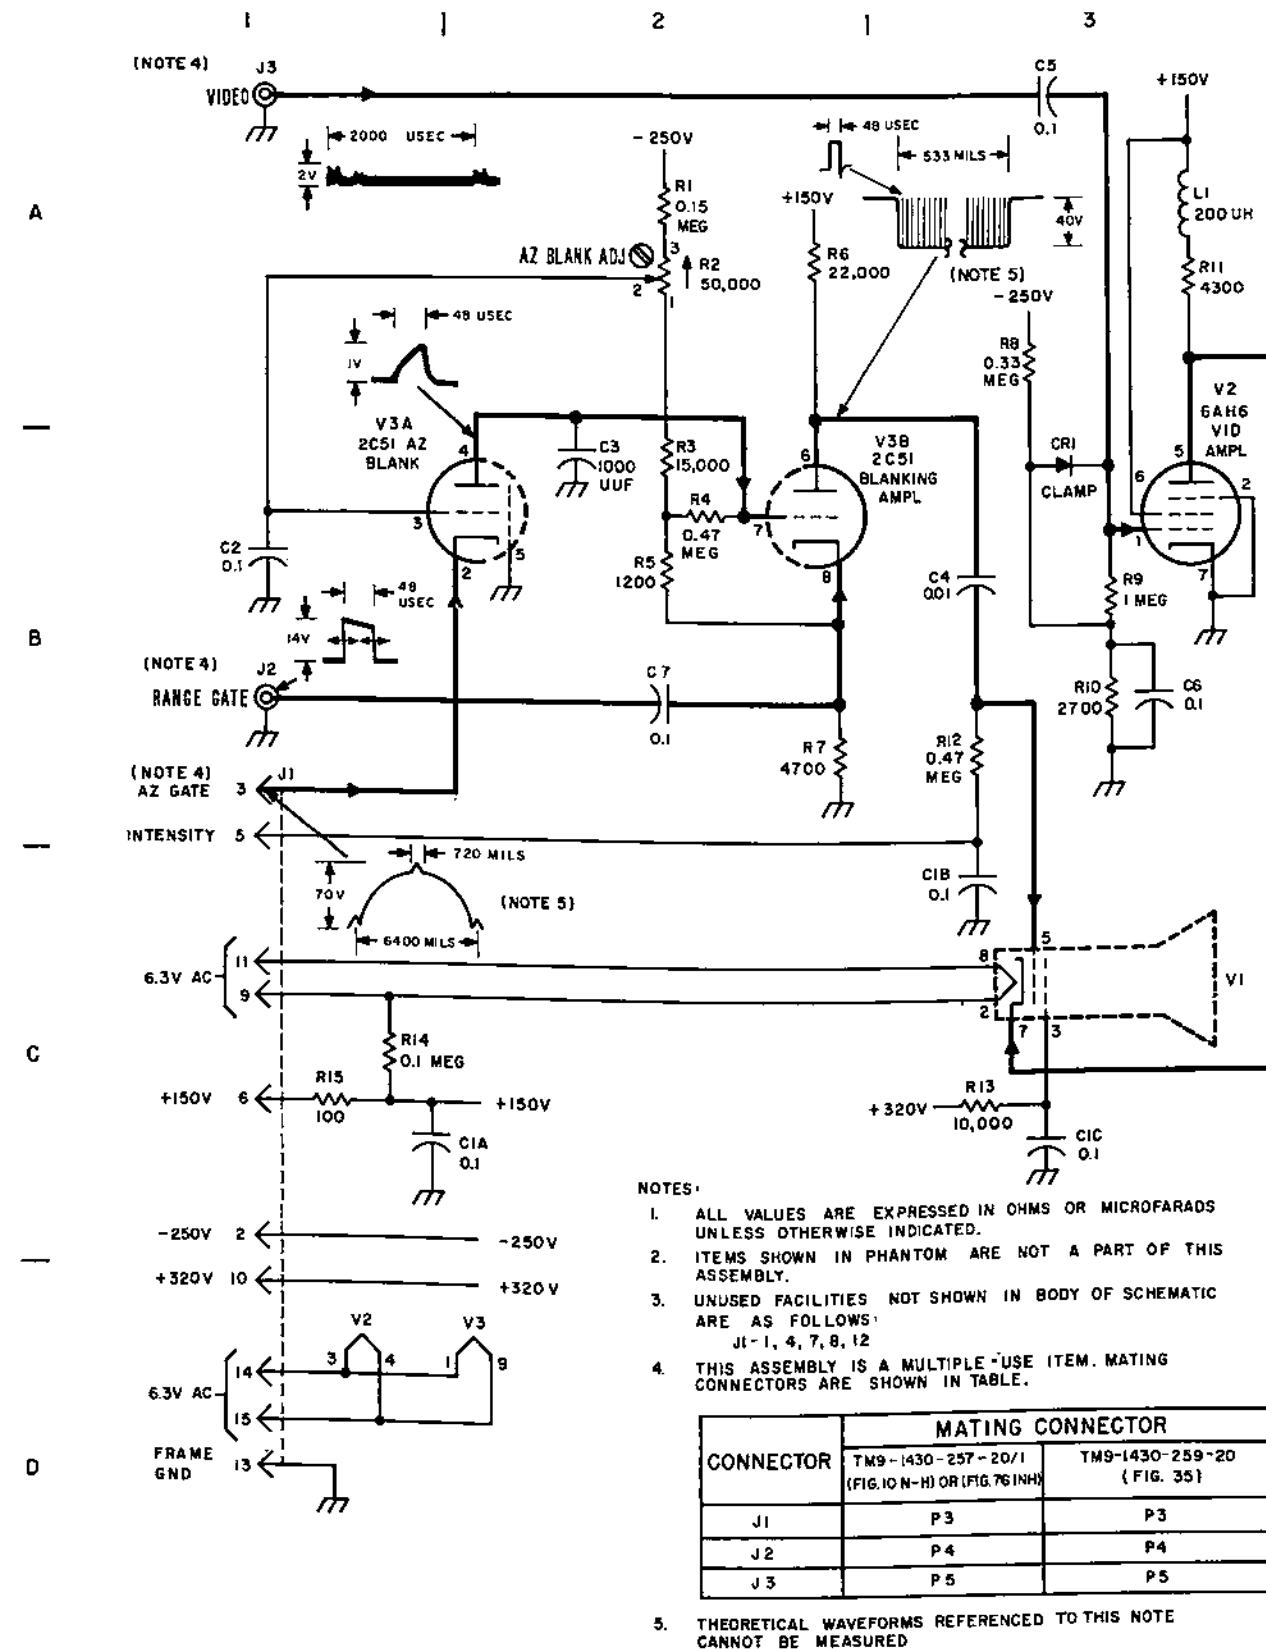 1 2 3
(NOTE 4) J3
VIDEO
2000 USEC
2V
-250V
R1
0.15
MEG
48 USEC
533 MILS
+150V
40V
(NOTE 5)
C5
0.1
+150V
L1
200 UH
R11
4300
A
AZ BLANK ADJ
3
2
1
R2
50,000
R6
22,000
-250V
R8
0.33
MEG
48 USEC
1V
V3A
2C51 AZ
BLANK
4
3
5
2
C3
1000
UUF
R3
15,000
R4
0.47
MEG
R5
1200
V3B
2C51
BLANKING
AMPL
6
7
8
CR1
CLAMP
V2
6AH6
VID
AMPL
5
6
2
1
7
C2
0.1
48
USEC
14V
C4
0.01
R9
1 MEG
B
(NOTE 4)
J2
RANGE GATE
C7
0.1
R10
2700
C6
0.1
R7
4700
R12
0.47
MEG
(NOTE 4)
AZ GATE 3
J1
INTENSITY 5
720 MILS
70V
(NOTE 5)
6400 MILS
C1B
0.1
6.3V AC
11
9
8
5
2
7
3
V1
C
R14
0.1 MEG
+150V 6
R15
100
+150V
C1A
0.1
+320V
R13
10,000
C1C
0.1
-250V 2 -250V
+320V 10 +320V
V2 V3
3 4 1 9
6.3V AC
14
15
D
FRAME
GND 13
NOTES:
1. ALL VALUES ARE EXPRESSED IN OHMS OR MICROFARADS
UNLESS OTHERWISE INDICATED.
2. ITEMS SHOWN IN PHANTOM ARE NOT A PART OF THIS
ASSEMBLY.
3. UNUSED FACILITIES NOT SHOWN IN BODY OF SCHEMATIC
ARE AS FOLLOWS:
J1-1, 4, 7, 8, 12
4. THIS ASSEMBLY IS A MULTIPLE-USE ITEM. MATING
CONNECTORS ARE SHOWN IN TABLE.
CONNECTOR MATING CONNECTOR
TM9-1430-257-20/1 TM9-1430-259-20
(FIG. 10 N-H) OR (FIG. 76 INH) (FIG. 35)
J1 P3 P3
J2 P4 P4
J3 P5 P5
5. THEORETICAL WAVEFORMS REFERENCED TO THIS NOTE
CANNOT BE MEASURED